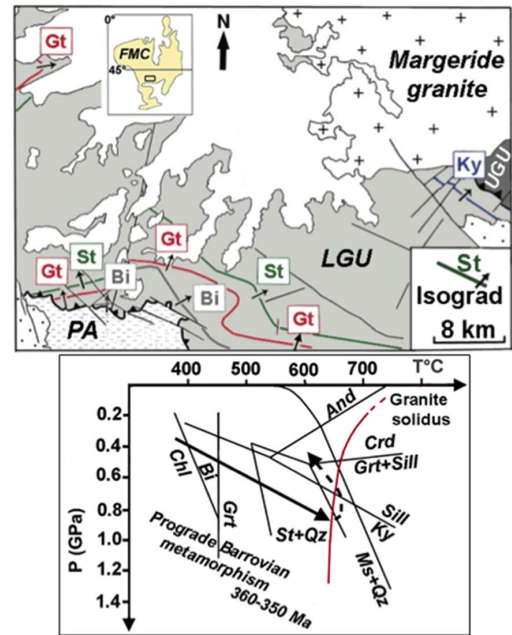 Gt
0°
FMC
45°
N
Margeride
granite
Ky
UGU
Gt
St
Gt
St
Bi
Bi
LGU
St
Gt
PA
St
Isograd
8 km
400 500 600 700 T°C
And
Granite
solidus
0.2
0.4
0.6
0.8
1.0
1.2
1.4
P (GPa)
Crd
Grt+Sill
Chl
Bi
Grt
St+Qz
Sill
Ky
Ms+Qz
Prograde Barrovian
metamorphism
360-350 Ma